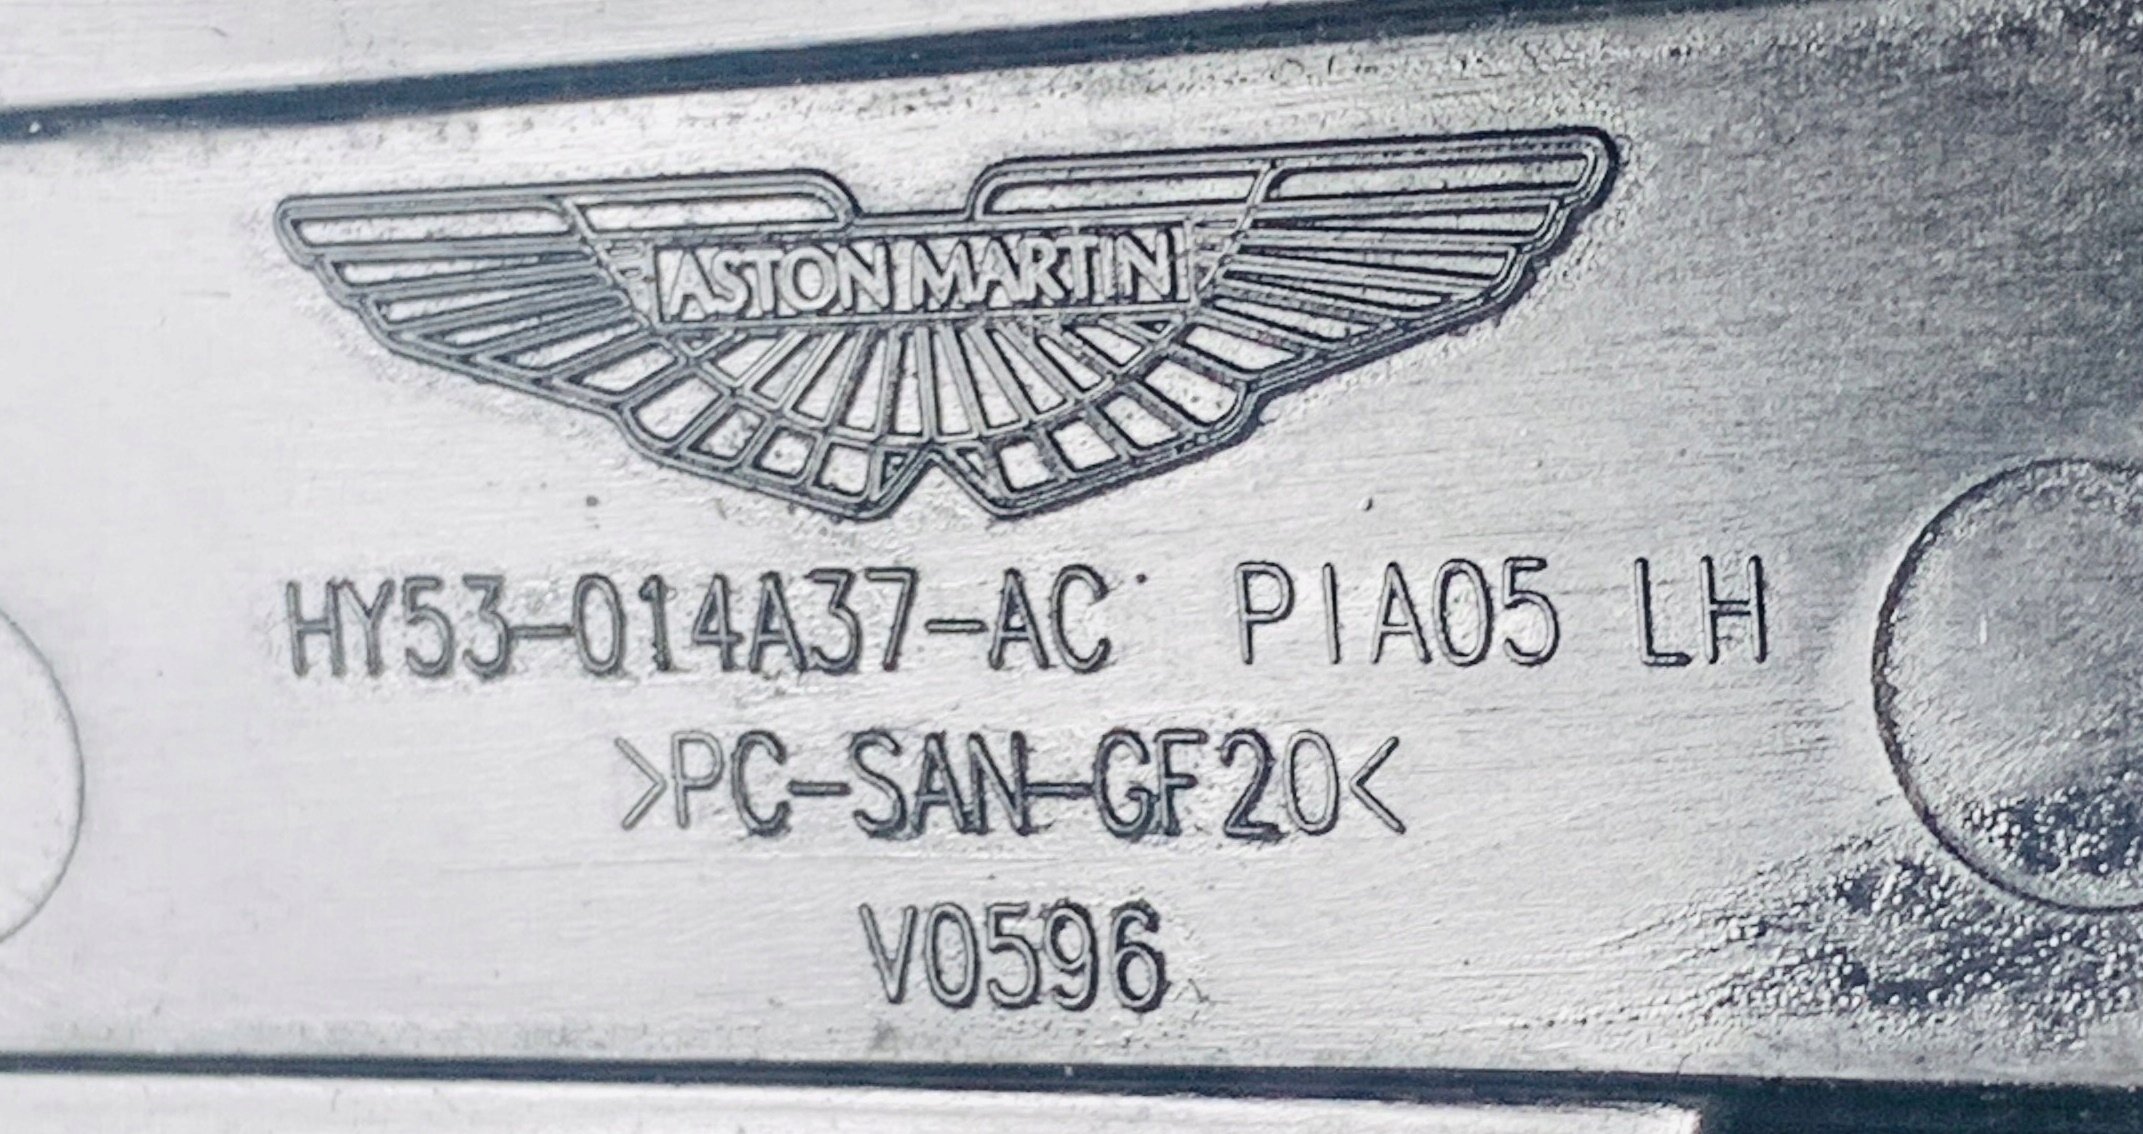 ASTON MARTIN
HY53-014A37-AC PIA05 LH
>PC-SAN-GF20<
V0596